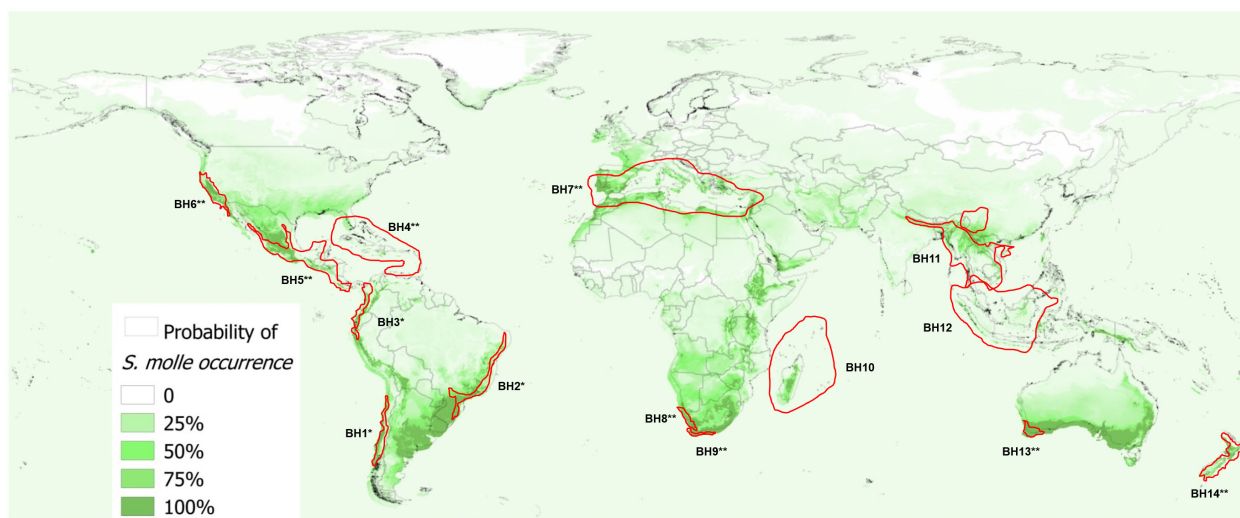 BH7**
BH6**
BH4**
BH11
BH5**
BH3*
BH12
Probability of
S. molle occurrence
0
25%
50%
75%
100%
BH10
BH2*
BH8**
BH1*
BH9**
BH13**
BH14**